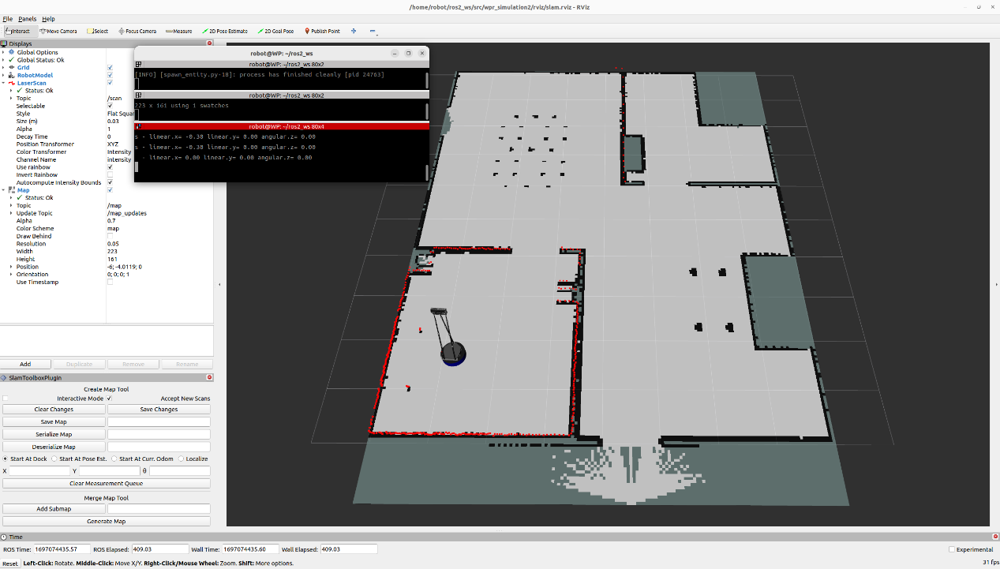 /home/robot/ros2_ws/src/wpr_simulation2/rviz/slam.rviz - RViz
File Panels Help
Interact Move Camera Select Focus Camera Measure 2D Pose Estimate 2D Goal Pose Publish Point
Displays
Global Options
Global Status: Ok
Grid
RobotModel
LaserScan
Status: Ok
Topic /scan
Selectable
Style Flat Squar
Size (m) 0.03
Alpha 1
Decay Time 0
Position Transformer XYZ
Color Transformer Intensity
Channel Name intensity
Use rainbow
Invert Rainbow
Autocompute Intensity Bounds
Map
Status: Ok
Topic /map
Update Topic /map_updates
Alpha 0.7
Color Scheme map
Draw Behind
Resolution 0.05
Width 223
Height 161
Position -6; -4.0119; 0
Orientation 0; 0; 0; 1
Use Timestamp
Add Duplicate Remove Rename
robot@WP: ~/ros2_ws
robot@WP: ~/ros2_ws 80x2
[INFO] [spawn_entity.py-18]: process has finished cleanly [pid 24763]
robot@WP: ~/ros2_ws 80x2
223 x 161 using 1 swatches
robot@WP: ~/ros2_ws 80x4
s - linear.x= -0.30 linear.y= 0.00 angular.z= 0.00
s - linear.x= -0.30 linear.y= 0.00 angular.z= 0.00
- linear.x= 0.00 linear.y= 0.00 angular.z= 0.00
SlamToolboxPlugin
Create Map Tool
Interactive Mode Accept New Scans
Clear Changes Save Changes
Save Map
Serialize Map
Deserialize Map
Start At Dock Start At Pose Est. Start At Curr. Odom Localize
X Y θ
Clear Measurement Queue
Merge Map Tool
Add Submap
Generate Map
Time
ROS Time: 1697074435.57 ROS Elapsed: 409.03 Wall Time: 1697074435.60 Wall Elapsed: 409.03 Experimental
Reset Left-Click: Rotate. Middle-Click: Move X/Y. Right-Click/Mouse Wheel: Zoom. Shift: More options. 31 fps